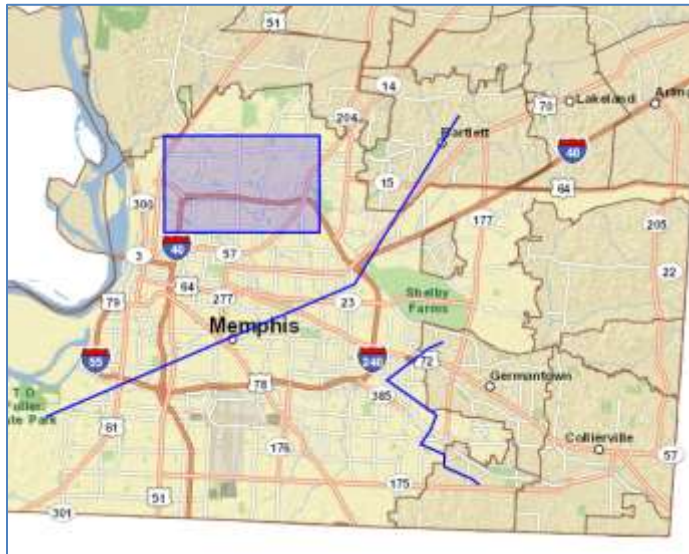 51
14
70
Lakeland
204
Bartlett
40
15
64
300
177
205
40
57
3
64
22
277
23
Shelby
Farms
79
Memphis
55
240
72
Germantown
78
385
T O
Fuller
ate Park
61
Collierville
176
57
175
51
301